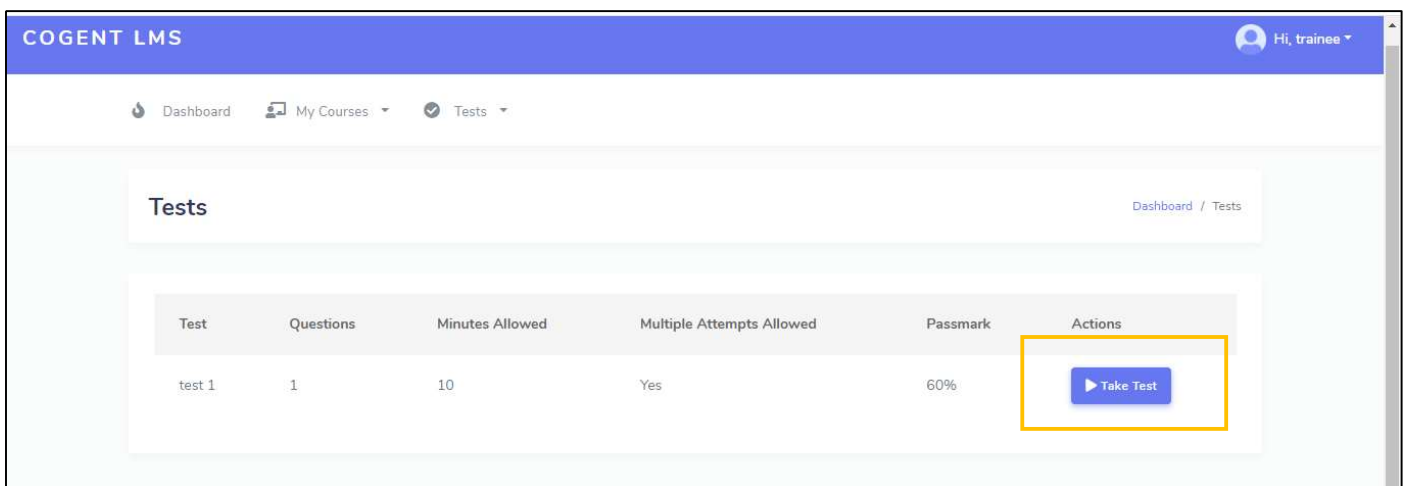 COGENT LMS Hi, trainee
Dashboard My Courses Tests
Tests Dashboard / Tests
Test Questions Minutes Allowed Multiple Attempts Allowed Passmark Actions
test 1 1 10 Yes 60% Take Test